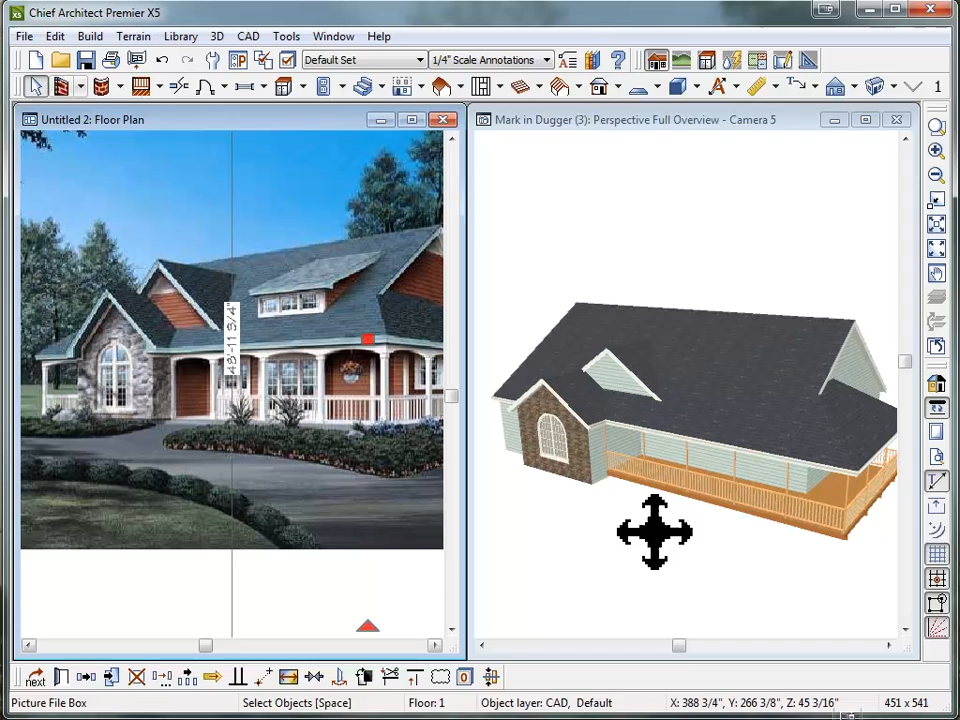 Chief Architect Premier X5
File Edit Build Terrain Library 3D CAD Tools Window Help
Default Set 1/4" Scale Annotations
1
Untitled 2: Floor Plan
Mark in Dugger (3): Perspective Full Overview - Camera 5
48'-11 3/4"
next
Picture File Box Select Objects [Space] Floor: 1 Object layer: CAD, Default X: 388 3/4", Y: 266 3/8", Z: 45 3/16" 451 x 541